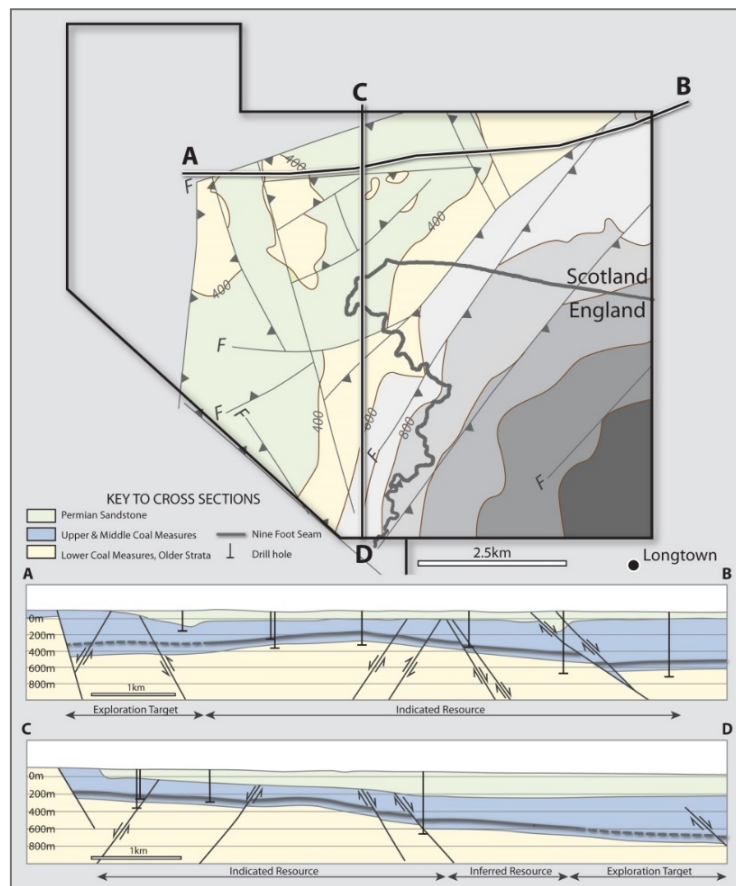 C
B
A
400
F
400
400
400
Scotland
England
F
F
F
400
800
800
F
F
KEY TO CROSS SECTIONS
Permian Sandstone
Upper & Middle Coal Measures
Nine Foot Seam
Lower Coal Measures, Older Strata
Drill hole
D
2.5km
Longtown
A
B
0m
200m
400m
600m
800m
1km
Exploration Target
Indicated Resource
C
D
0m
200m
400m
600m
800m
1km
Indicated Resource
Inferred Resource
Exploration Target